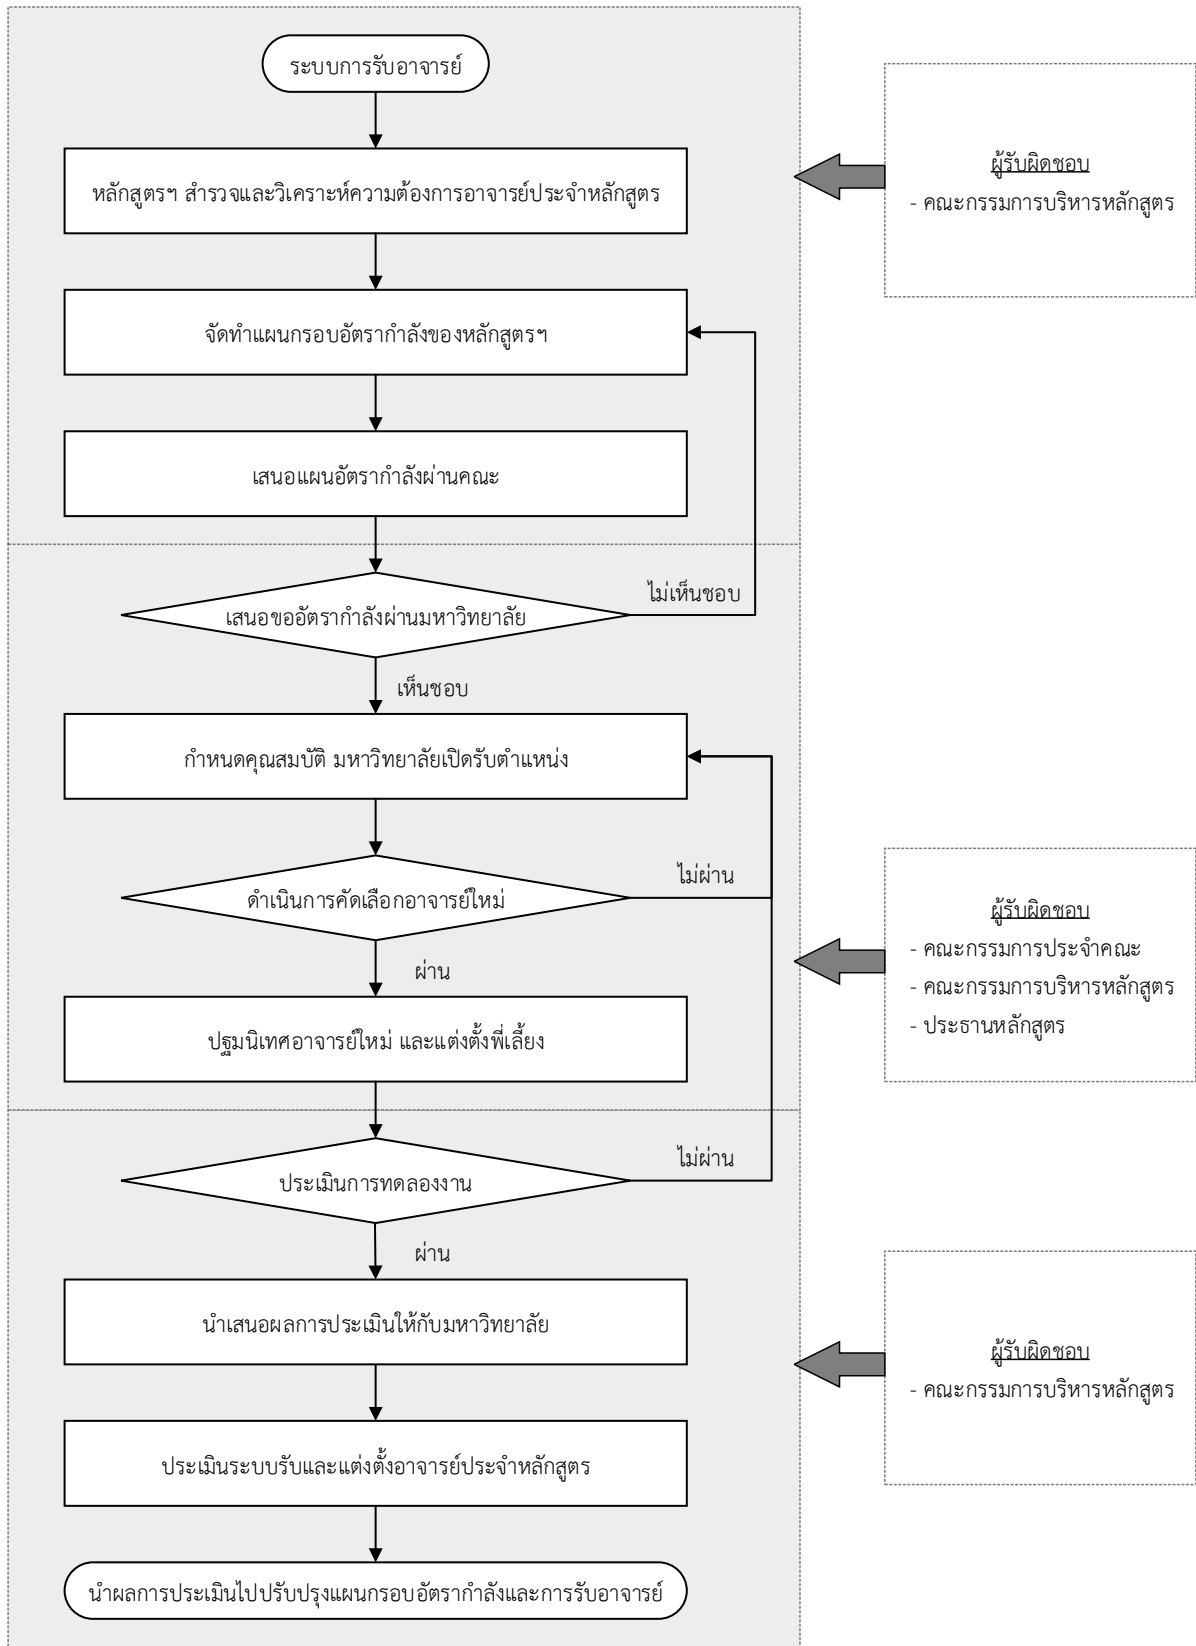 ระบบการรับอาจารย์
หลักสูตรฯ สำรวจและวิเคราะห์ความต้องการอาจารย์ประจำหลักสูตร
ผู้รับผิดชอบ
- คณะกรรมการบริหารหลักสูตร
จัดทำแผนกรอบอัตรากำลังของหลักสูตรฯ
เสนอแผนอัตรากำลังผ่านคณะ
ไม่เห็นชอบ
เสนอขออัตรากำลังผ่านมหาวิทยาลัย
เห็นชอบ
กำหนดคุณสมบัติ มหาวิทยาลัยเปิดรับตำแหน่ง
ไม่ผ่าน
ดำเนินการคัดเลือกอาจารย์ใหม่
ผ่าน
ผู้รับผิดชอบ
- คณะกรรมการประจำคณะ
- คณะกรรมการบริหารหลักสูตร
- ประธานหลักสูตร
ปฐมนิเทศอาจารย์ใหม่ และแต่งตั้งพี่เลี้ยง
ไม่ผ่าน
ประเมินการทดลองงาน
ผ่าน
นำเสนอผลการประเมินให้กับมหาวิทยาลัย
ผู้รับผิดชอบ
- คณะกรรมการบริหารหลักสูตร
ประเมินระบบรับและแต่งตั้งอาจารย์ประจำหลักสูตร
นำผลการประเมินไปปรับปรุงแผนกรอบอัตรากำลังและการรับอาจารย์